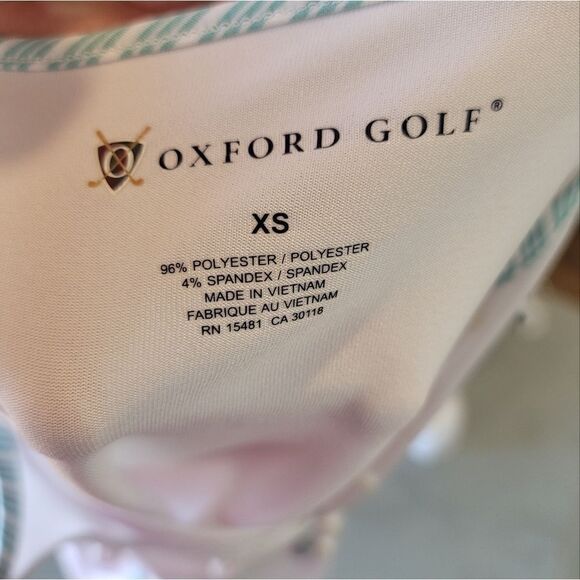 OXFORD GOLF®
XS
96% POLYESTER / POLYESTER
4% SPANDEX / SPANDEX
MADE IN VIETNAM
FABRIQUE AU VIETNAM
RN 15481 CA 30118